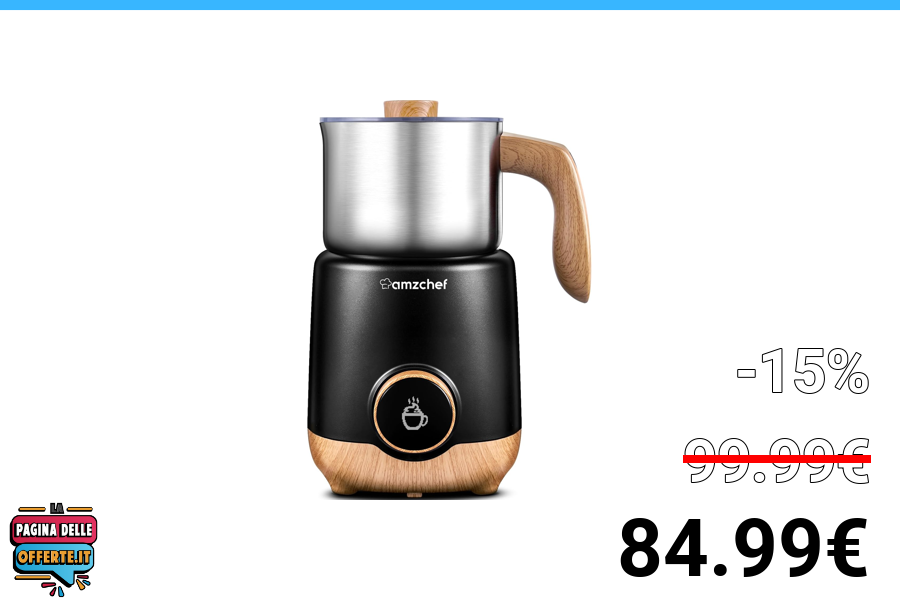 amzchef
-15%
99.99€
84.99€
LA
PAGINA DELLE
OFFERTE.IT